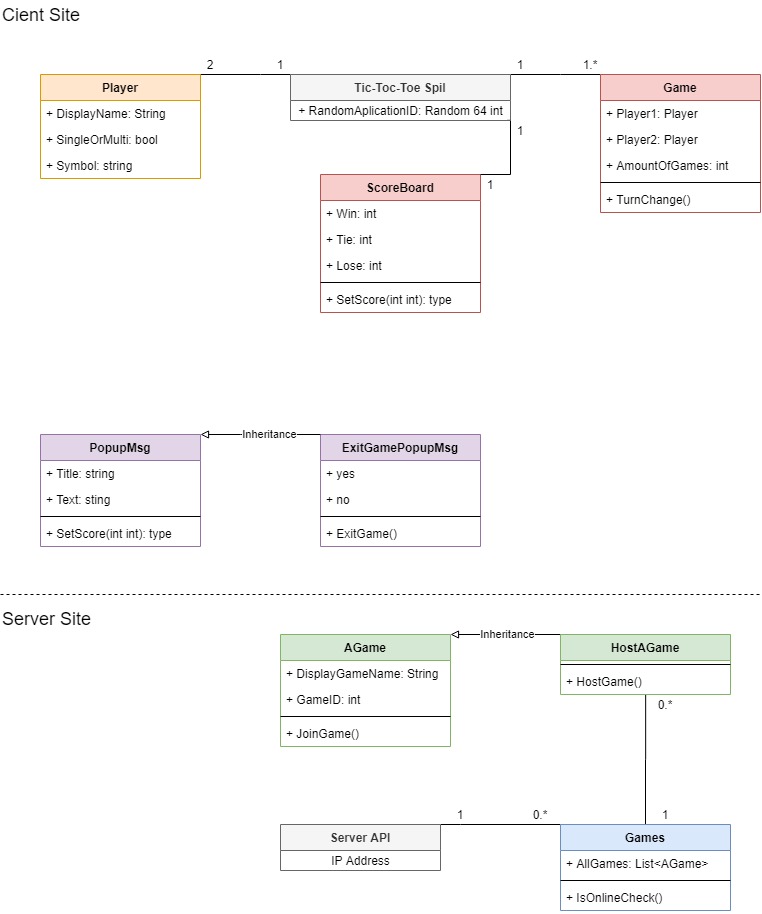 Cient Site
2
1
1
1.*
Player
+ DisplayName: String
+ SingleOrMulti: bool
+ Symbol: string
Tic-Toc-Toe Spil
+ RandomAplicationID: Random 64 int
1
Game
+ Player1: Player
+ Player2: Player
+ AmountOfGames: int
+ TurnChange()
1
ScoreBoard
+ Win: int
+ Tie: int
+ Lose: int
+ SetScore(int int): type
Inheritance
PopupMsg
+ Title: string
+ Text: sting
+ SetScore(int int): type
ExitGamePopupMsg
+ yes
+ no
+ ExitGame()
Server Site
Inheritance
AGame
+ DisplayGameName: String
+ GameID: int
+ JoinGame()
HostAGame
+ HostGame()
0.*
1
0.*
1
Server API
IP Address
Games
+ AllGames: List<AGame>
+ IsOnlineCheck()